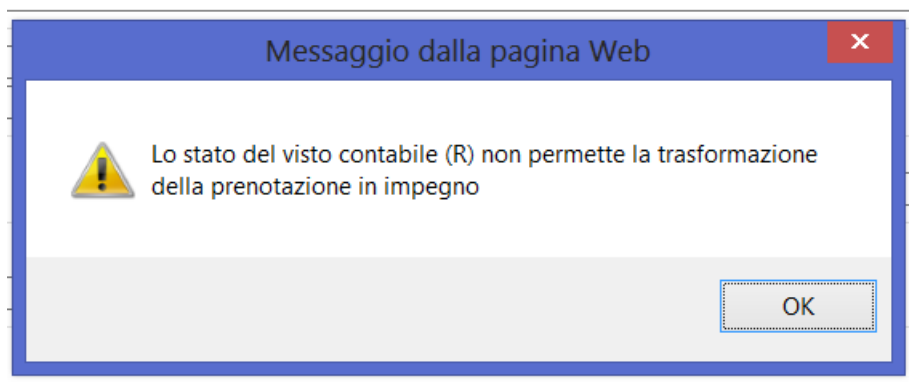 Messaggio dalla pagina Web
Lo stato del visto contabile (R) non permette la trasformazione
della prenotazione in impegno
OK